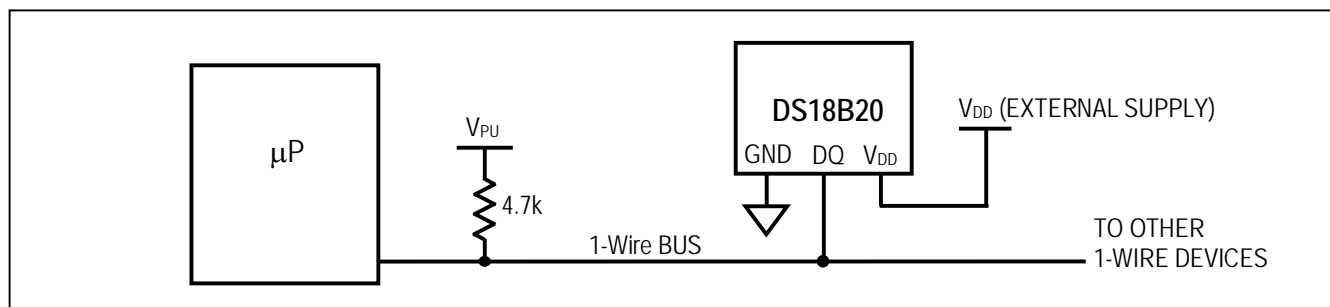 μP
VPU
4.7k
1-Wire BUS
DS18B20
GND DQ VDD
VDD (EXTERNAL SUPPLY)
TO OTHER
1-WIRE DEVICES